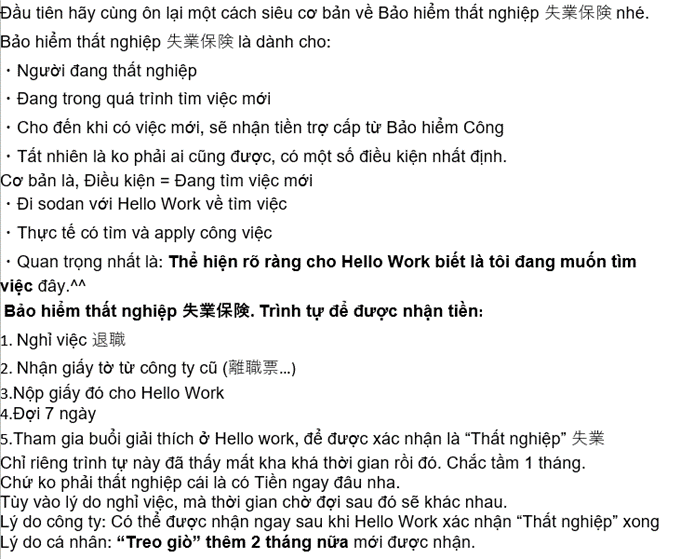 Đầu tiên hãy cùng ôn lại một cách siêu cơ bản về Bảo hiểm thất nghiệp 失業保険 nhé.
Bảo hiểm thất nghiệp 失業保険 là dành cho:
・Người đang thất nghiệp
・Đang trong quá trình tìm việc mới
・Cho đến khi có việc mới, sẽ nhận tiền trợ cấp từ Bảo hiểm Công
・Tất nhiên là ko phải ai cũng được, có một số điều kiện nhất định.
Cơ bản là, Điều kiện = Đang tìm việc mới
・Đi sodan với Hello Work về tìm việc
・Thực tế có tìm và apply công việc
・Quan trọng nhất là: Thể hiện rõ ràng cho Hello Work biết là tôi đang muốn tìm
việc đây.^^
Bảo hiểm thất nghiệp 失業保険. Trình tự để được nhận tiền:
1. Nghỉ việc 退職
2. Nhận giấy tờ từ công ty cũ (離職票...)
3.Nộp giấy đó cho Hello Work
4.Đợi 7 ngày
5.Tham gia buổi giải thích ở Hello work, để được xác nhận là “Thất nghiệp” 失業
Chỉ riêng trình tự này đã thấy mất kha khá thời gian rồi đó. Chắc tầm 1 tháng.
Chứ ko phải thất nghiệp cái là có Tiền ngay đâu nha.
Tùy vào lý do nghỉ việc, mà thời gian chờ đợi sau đó sẽ khác nhau.
Lý do công ty: Có thể được nhận ngay sau khi Hello Work xác nhận “Thất nghiệp” xong
Lý do cá nhân: “Treo giò” thêm 2 tháng nữa mới được nhận.